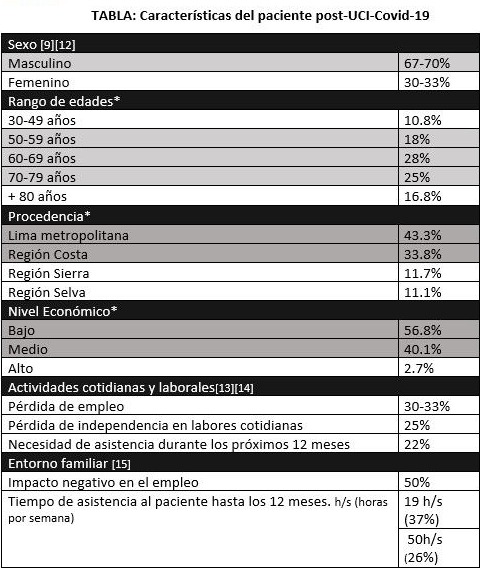 TABLA: Características del paciente post-UCI-Covid-19
Sexo [9][12]
Masculino 67-70%
Femenino 30-33%
Rango de edades*
30-49 años 10.8%
50-59 años 18%
60-69 años 28%
70-79 años 25%
+ 80 años 16.8%
Procedencia*
Lima metropolitana 43.3%
Región Costa 33.8%
Región Sierra 11.7%
Región Selva 11.1%
Nivel Económico*
Bajo 56.8%
Medio 40.1%
Alto 2.7%
Actividades cotidianas y laborales[13][14]
Pérdida de empleo 30-33%
Pérdida de independencia en labores cotidianas 25%
Necesidad de asistencia durante los próximos 12 meses 22%
Entorno familiar [15]
Impacto negativo en el empleo 50%
Tiempo de asistencia al paciente hasta los 12 meses. h/s (horas 19 h/s
por semana) (37%)
50h/s
(26%)